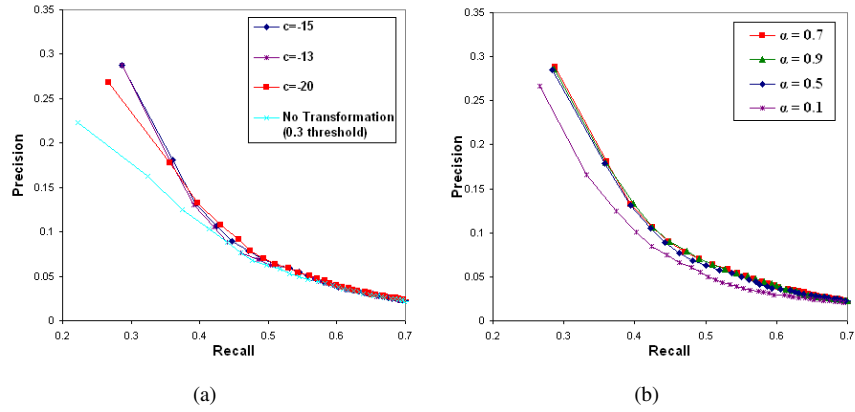 0.35
0.3
0.25
0.2
0.15
0.1
0.05
0
Precision
0.2 0.3 0.4 0.5 0.6 0.7
Recall
c=-15
c=-13
c=-20
No Transformation
(0.3 threshold)
(a)
0.35
0.3
0.25
0.2
0.15
0.1
0.05
0
Precision
0.2 0.3 0.4 0.5 0.6 0.7
Recall
α = 0.7
α = 0.9
α = 0.5
α = 0.1
(b)